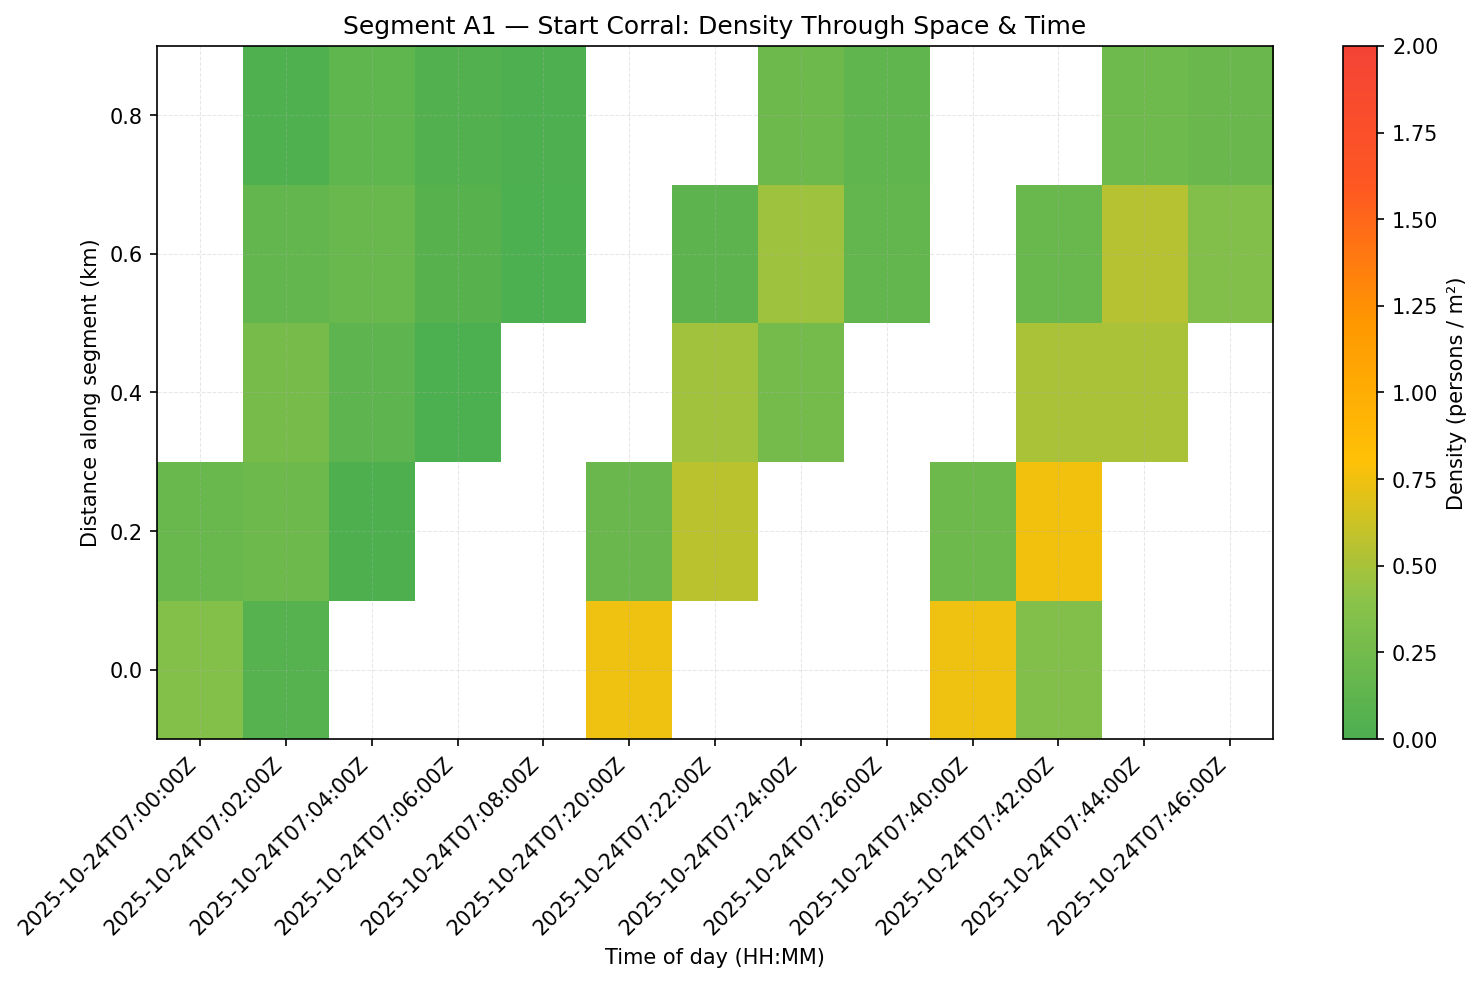 Segment A1 — Start Corral: Density Through Space & Time
Distance along segment (km)
0.8
0.6
0.4
0.2
0.0
2025-10-24T07:00:00Z
2025-10-24T07:02:00Z
2025-10-24T07:04:00Z
2025-10-24T07:06:00Z
2025-10-24T07:08:00Z
2025-10-24T07:20:00Z
2025-10-24T07:22:00Z
2025-10-24T07:24:00Z
2025-10-24T07:26:00Z
2025-10-24T07:40:00Z
2025-10-24T07:42:00Z
2025-10-24T07:44:00Z
2025-10-24T07:46:00Z
Time of day (HH:MM)
2.00
1.75
1.50
1.25
1.00
0.75
0.50
0.25
0.00
Density (persons / m²)